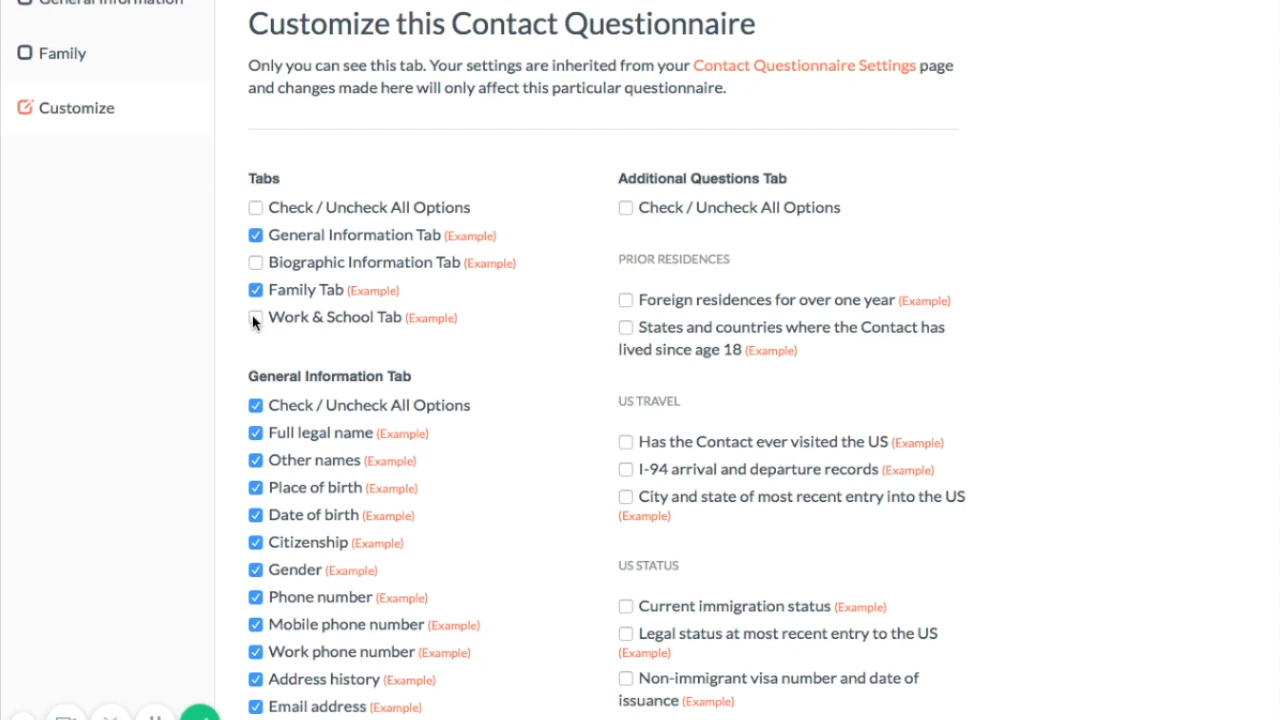 General Information
Family
Customize
Customize this Contact Questionnaire
Only you can see this tab. Your settings are inherited from your Contact Questionnaire Settings page
and changes made here will only affect this particular questionnaire.
Tabs
Check / Uncheck All Options
General Information Tab (Example)
Biographic Information Tab (Example)
Family Tab (Example)
Work & School Tab (Example)
General Information Tab
Check / Uncheck All Options
Full legal name (Example)
Other names (Example)
Place of birth (Example)
Date of birth (Example)
Citizenship (Example)
Gender (Example)
Phone number (Example)
Mobile phone number (Example)
Work phone number (Example)
Address history (Example)
Email address (Example)
Additional Questions Tab
Check / Uncheck All Options
PRIOR RESIDENCES
Foreign residences for over one year (Example)
States and countries where the Contact has
lived since age 18 (Example)
US TRAVEL
Has the Contact ever visited the US (Example)
I-94 arrival and departure records (Example)
City and state of most recent entry into the US
(Example)
US STATUS
Current immigration status (Example)
Legal status at most recent entry to the US
(Example)
Non-immigrant visa number and date of
issuance (Example)